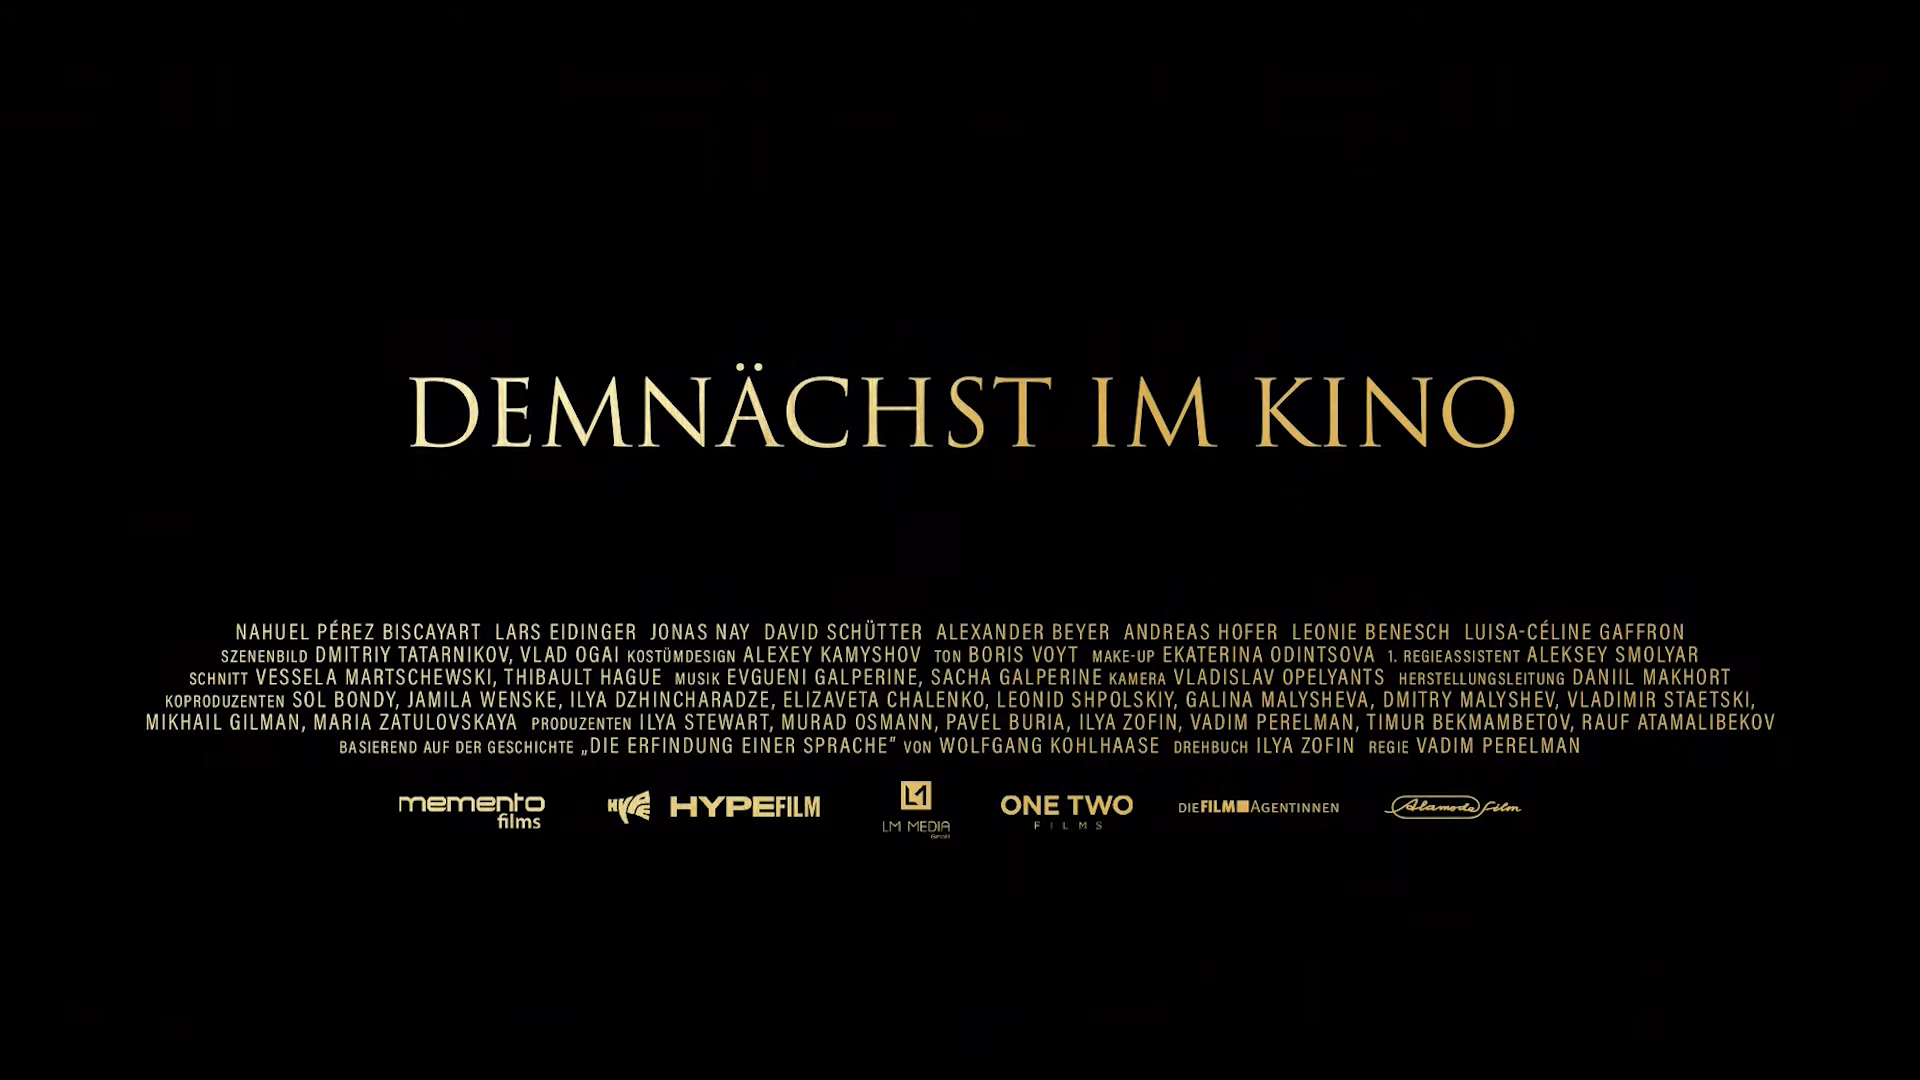 DEMNÄCHST IM KINO
NAHUEL PÉREZ BISCAYART LARS EIDINGER JONAS NAY DAVID SCHÜTTER ALEXANDER BEYER ANDREAS HOFER LEONIE BENESCH LUISA-CÉLINE GAFFRON
SZENENBILD DMITRIY TATARNIKOV, VLAD OGAI KOSTÜMDESIGN ALEXEY KAMYSHOV TON BORIS VOYT MAKE-UP EKATERINA ODINTSOVA 1. REGIEASSISTENT ALEKSEY SMOLYAR
SCHNITT VESSELA MARTSCHEWSKI, THIBAULT HAGUE MUSIK EVGUENI GALPERINE, SACHA GALPERINE KAMERA VLADISLAV OPELYANTS HERSTELLUNGSLEITUNG DANIIL MAKHORT
KOPRODUZENTEN SOL BONDY, JAMILA WENSKE, ILYA DZHINCHARADZE, ELIZAVETA CHALENKO, LEONID SHPOLSKIY, GALINA MALYSHEVA, DMITRY MALYSHEV, VLADIMIR STAETSKI,
MIKHAIL GILMAN, MARIA ZATULOVSKAYA PRODUZENTEN ILYA STEWART, MURAD OSMANN, PAVEL BURIA, ILYA ZOFIN, VADIM PERELMAN, TIMUR BEKMAMBETOV, RAUF ATAMALIBEKOV
BASIEREND AUF DER GESCHICHTE „DIE ERFINDUNG EINER SPRACHE" VON WOLFGANG KOHLHAASE DREHBUCH ILYA ZOFIN REGIE VADIM PERELMAN
memento films
HYPE HYPEFILM
LM MEDIA GmbH
ONE TWO FILMS
DIEFILMAGENTINNEN
Alamode Film